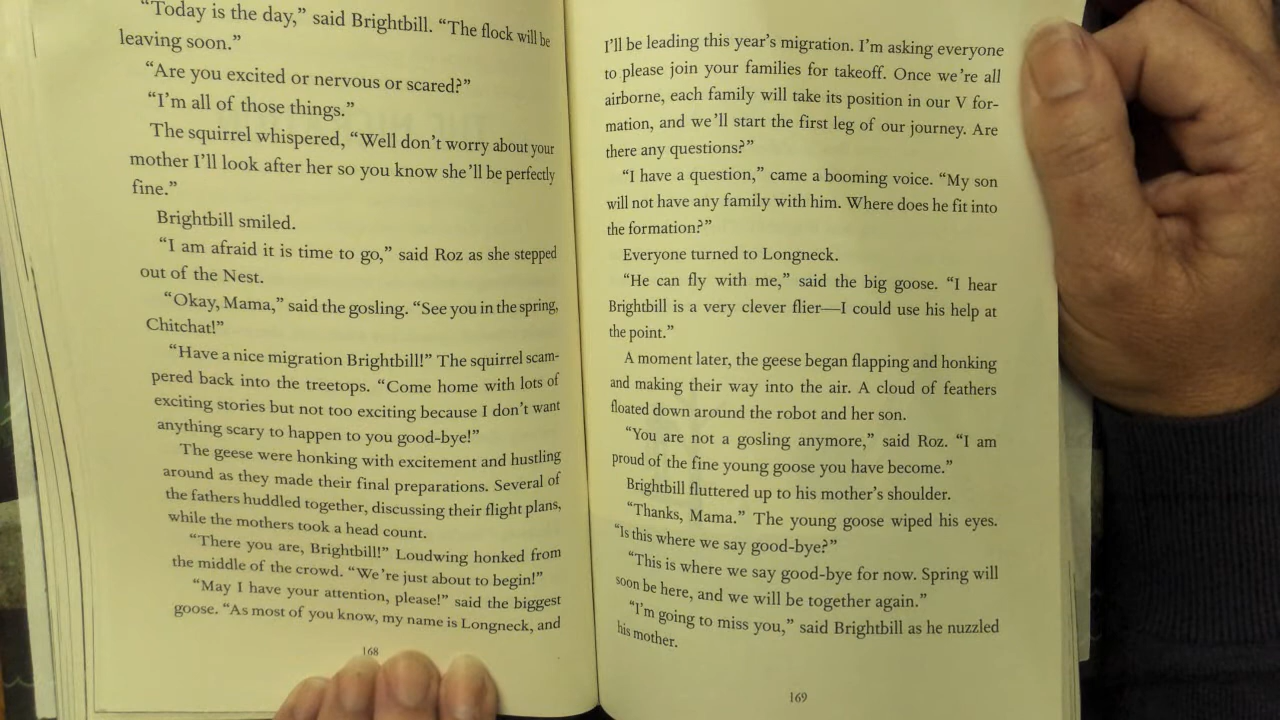 “Today is the day,” said Brightbill. “The flock will be
leaving soon.”
“Are you excited or nervous or scared?”
“I’m all of those things.”
The squirrel whispered, “Well don’t worry about your
mother I’ll look after her so you know she’ll be perfectly
fine.”
Brightbill smiled.
“I am afraid it is time to go,” said Roz as she stepped
out of the Nest.
“Okay, Mama,” said the gosling. “See you in the spring,
Chitchat!”
“Have a nice migration Brightbill!” The squirrel scam-
pered back into the treetops. “Come home with lots of
exciting stories but not too exciting because I don’t want
anything scary to happen to you good-bye!”
The geese were honking with excitement and hustling
around as they made their final preparations. Several of
the fathers huddled together, discussing their flight plans,
while the mothers took a head count.
“There you are, Brightbill!” Loudwing honked from
the middle of the crowd. “We’re just about to begin!”
“May I have your attention, please!” said the biggest
goose. “As most of you know, my name is Longneck, and
168
I’ll be leading this year’s migration. I’m asking everyone
to please join your families for takeoff. Once we’re all
airborne, each family will take its position in our V for-
mation, and we’ll start the first leg of our journey. Are
there any questions?”
“I have a question,” came a booming voice. “My son
will not have any family with him. Where does he fit into
the formation?”
Everyone turned to Longneck.
“He can fly with me,” said the big goose. “I hear
Brightbill is a very clever flier—I could use his help at
the point.”
A moment later, the geese began flapping and honking
and making their way into the air. A cloud of feathers
floated down around the robot and her son.
“You are not a gosling anymore,” said Roz. “I am
proud of the fine young goose you have become.”
Brightbill fluttered up to his mother’s shoulder.
“Thanks, Mama.” The young goose wiped his eyes.
“Is this where we say good-bye?”
“This is where we say good-bye for now. Spring will
soon be here, and we will be together again.”
“I’m going to miss you,” said Brightbill as he nuzzled
his mother.
169